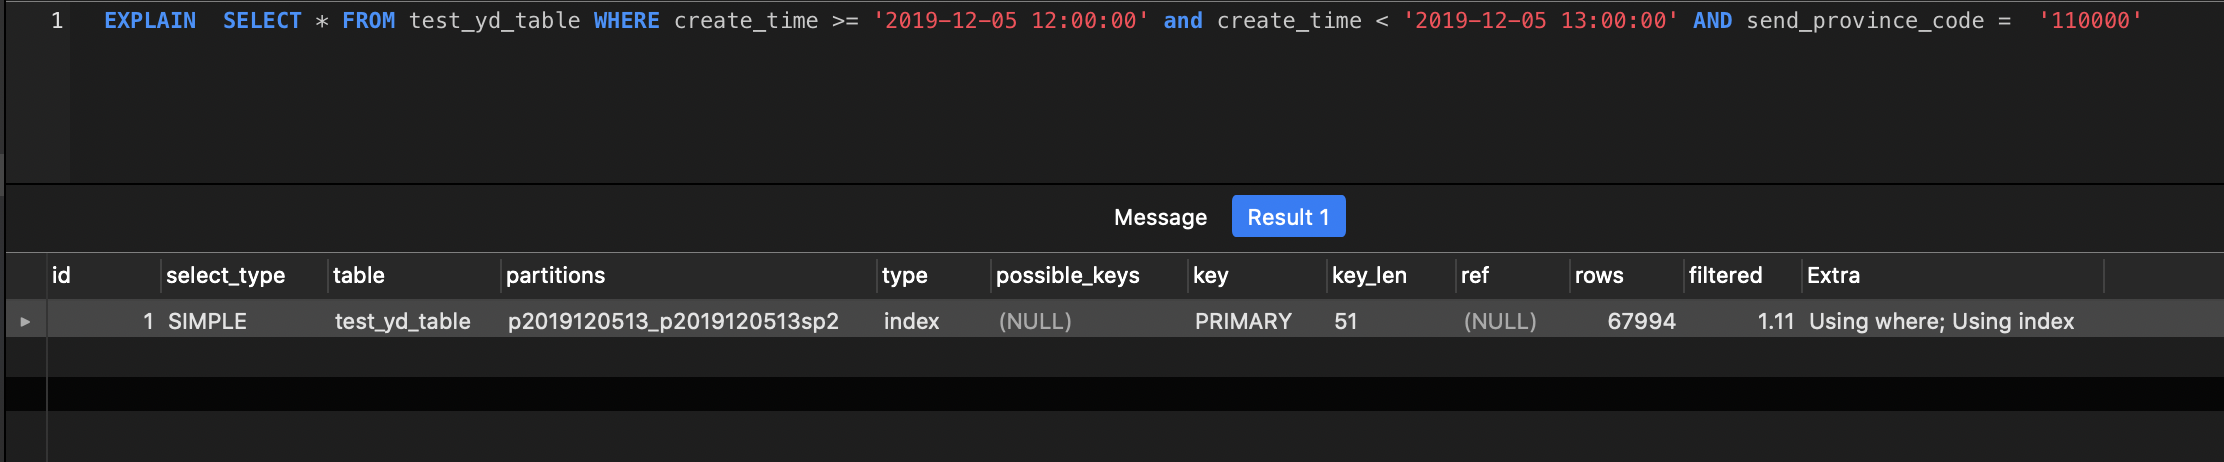 1 EXPLAIN  SELECT * FROM test_yd_table WHERE create_time >= '2019-12-05 12:00:00' and create_time < '2019-12-05 13:00:00' AND send_province_code =  '110000'
Message Result 1
id select_type table partitions type possible_keys key key_len ref rows filtered Extra
1 SIMPLE test_yd_table p2019120513_p2019120513sp2 index (NULL) PRIMARY 51 (NULL) 67994 1.11 Using where; Using index